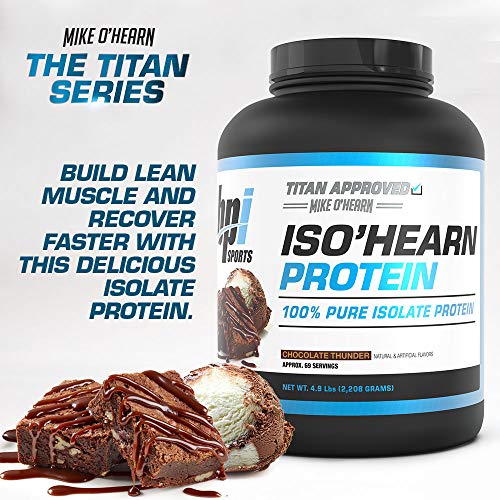 MIKE O'HEARN
THE TITAN
SERIES
BUILD LEAN
MUSCLE AND
RECOVER
FASTER WITH
THIS DELICIOUS
ISOLATE
PROTEIN.
TITAN APPROVED
MIKE O'HEARN
bpi
SPORTS
ISO'HEARN
PROTEIN
100% PURE ISOLATE PROTEIN
CHOCOLATE THUNDER NATURAL & ARTIFICIAL FLAVORS
APPROX. 69 SERVINGS
NET WT. 4.9 Lbs (2,208 GRAMS)